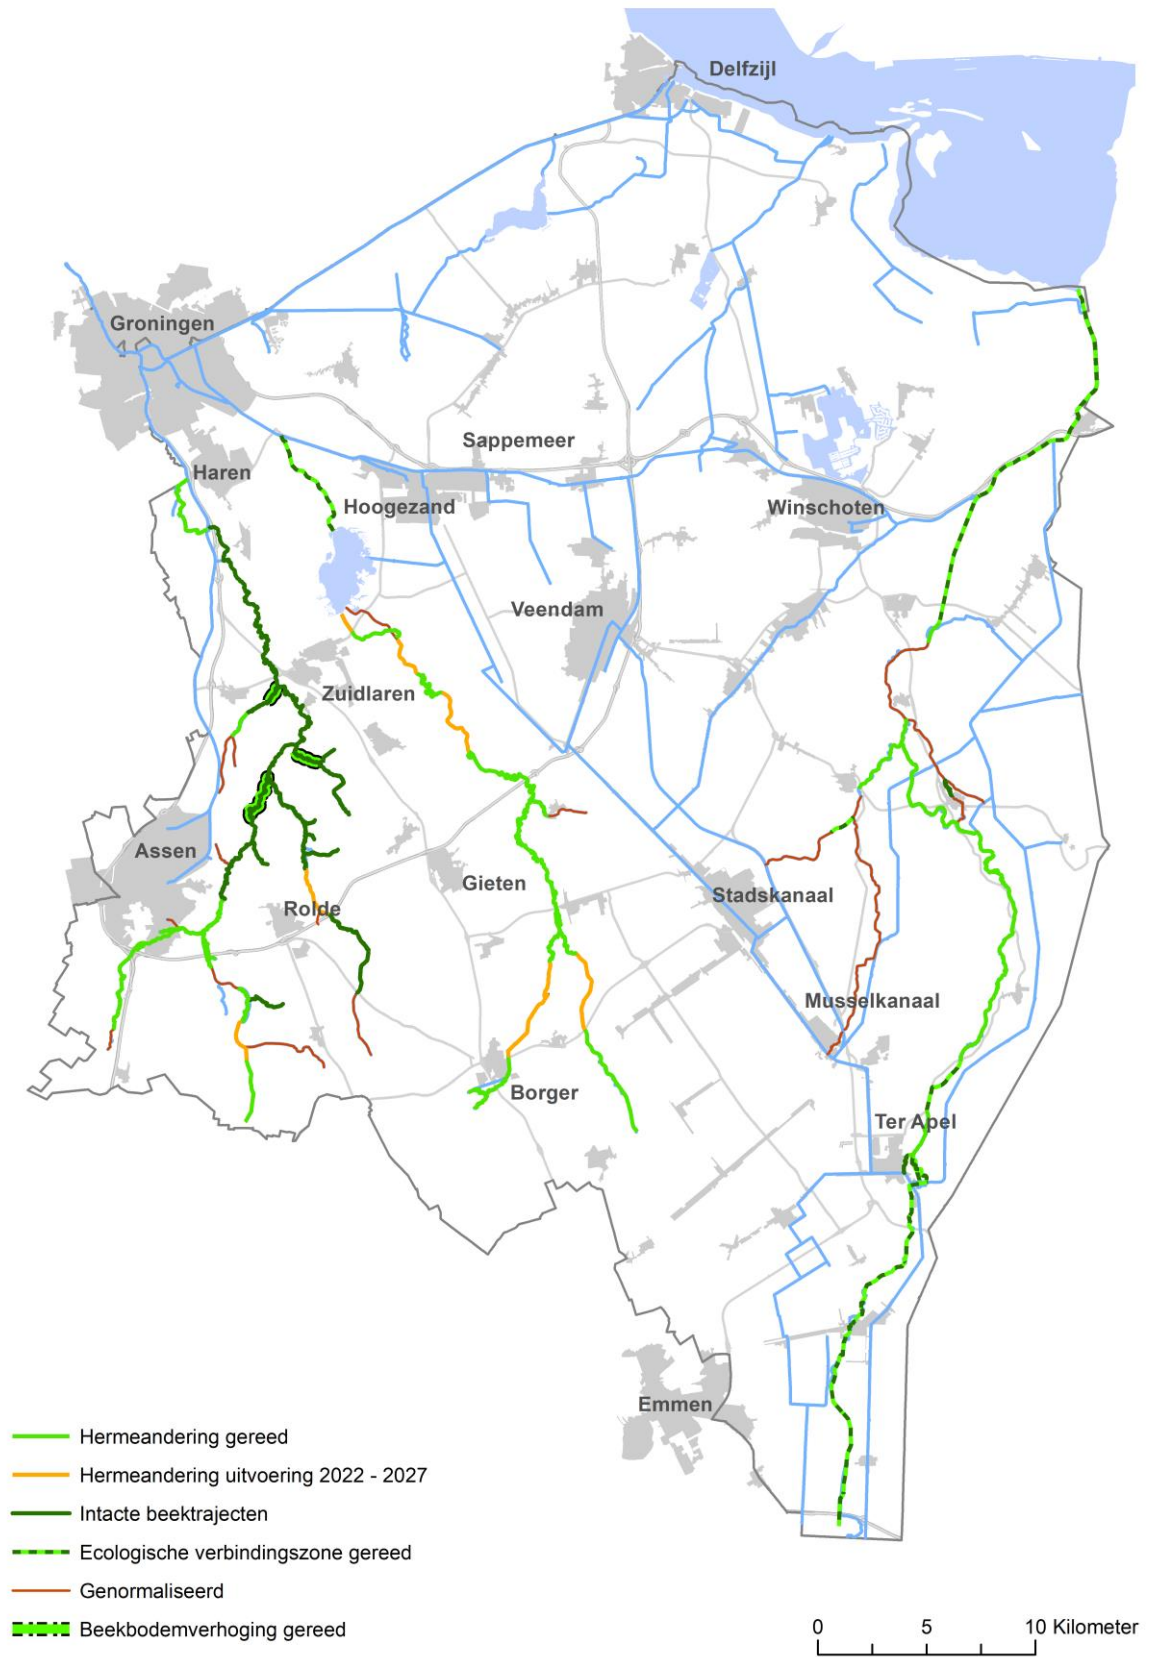 Delfzijl
Groningen
Sappemeer
Haren
Hoogezand
Winschoten
Veendam
Zuidlaren
Assen
Gieten
Stadskanaal
Rolde
Musselkanaal
Borger
Ter Apel
Emmen
Hermeandering gereed
Hermeandering uitvoering 2022 - 2027
Intacte beektrajecten
Ecologische verbindingszone gereed
Genormaliseerd
Beekbodemverhoging gereed
0 5 10 Kilometer